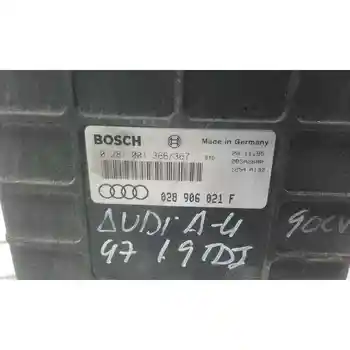 BOSCH Made in Germany
0 281 001 366/367
028 906 021 F
AUDI A-4 90CV
97 1.9 TDI